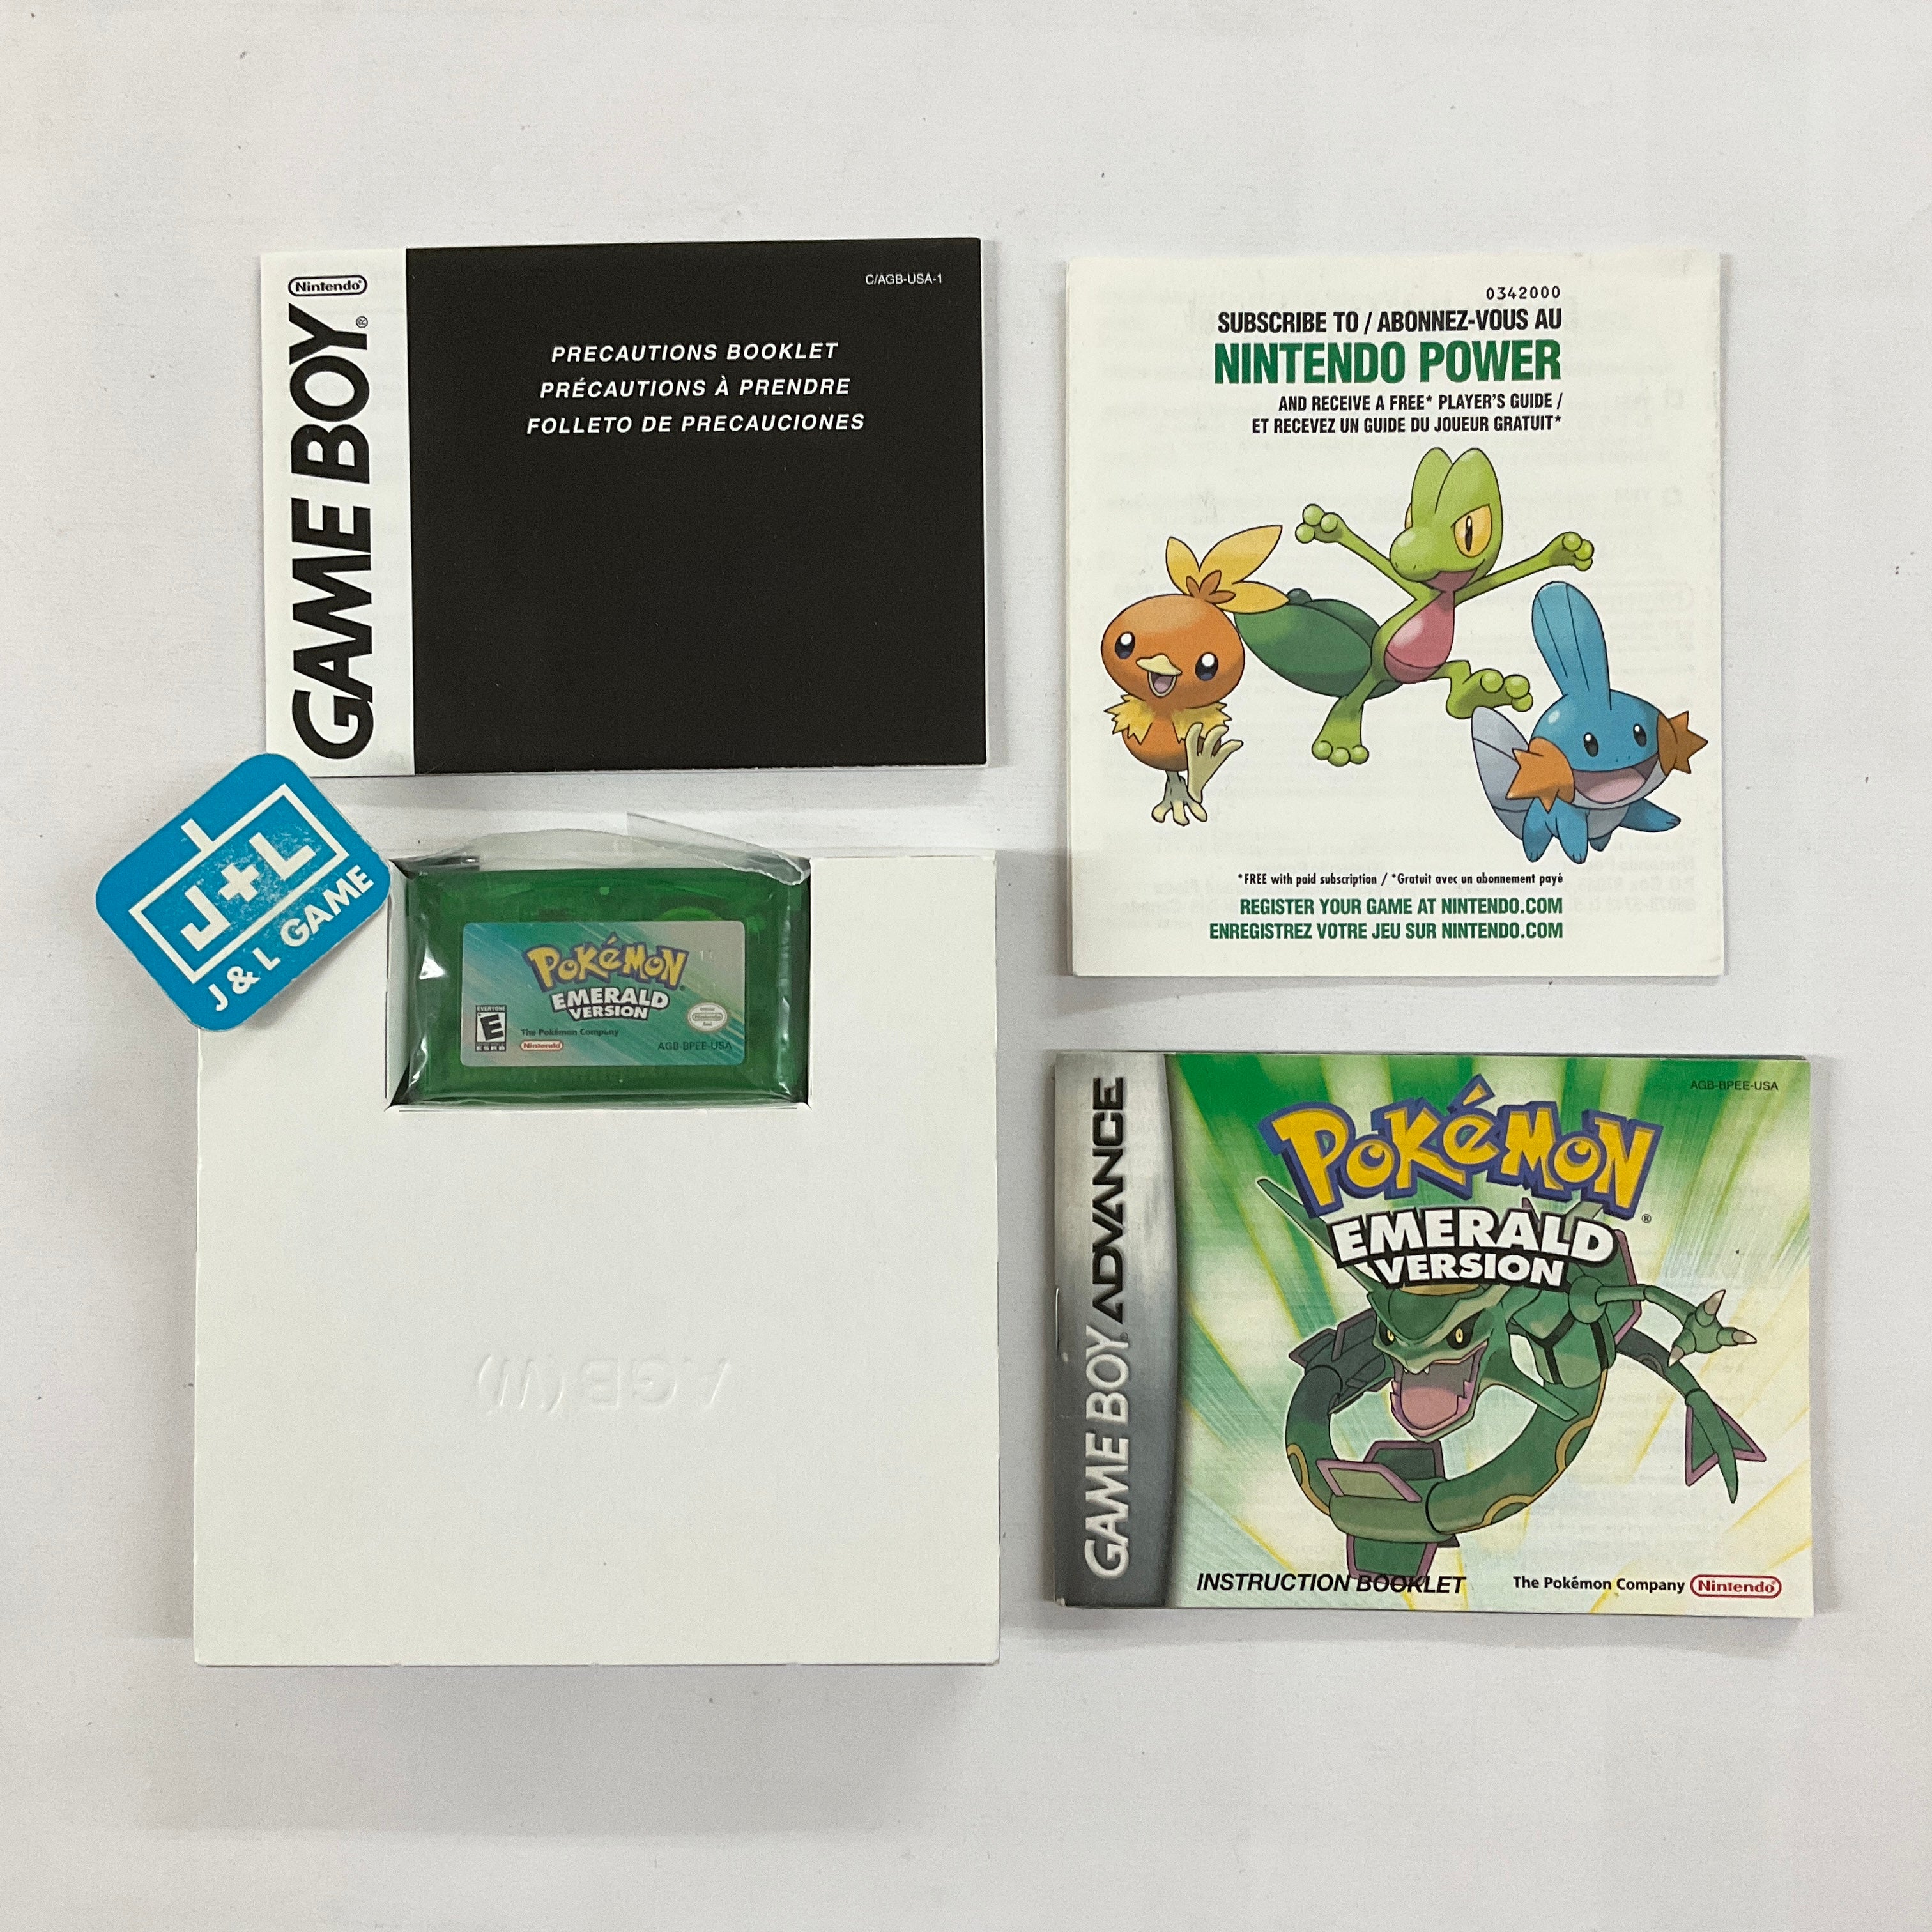 Nintendo®
GAME BOY®
C/AGB-USA-1
PRECAUTIONS BOOKLET
PRÉCAUTIONS À PRENDRE
FOLLETO DE PRECAUCIONES
0342000
SUBSCRIBE TO / ABONNEZ-VOUS AU
NINTENDO POWER
AND RECEIVE A FREE* PLAYER'S GUIDE /
ET RECEVEZ UN GUIDE DU JOUEUR GRATUIT*
*FREE with paid subscription / *Gratuit avec un abonnement payé
REGISTER YOUR GAME AT NINTENDO.COM
ENREGISTREZ VOTRE JEU SUR NINTENDO.COM
J+L
J & L GAME
POKéMON
EMERALD
VERSION
EVERYONE
E
ESRB
The Pokémon Company
Nintendo
Nintendo
AGB-BPEE-USA
AGB (W)
GAME BOY ADVANCE
AGB-BPEE-USA
POKéMON®
EMERALD
VERSION
INSTRUCTION BOOKLET
The Pokémon Company Nintendo®